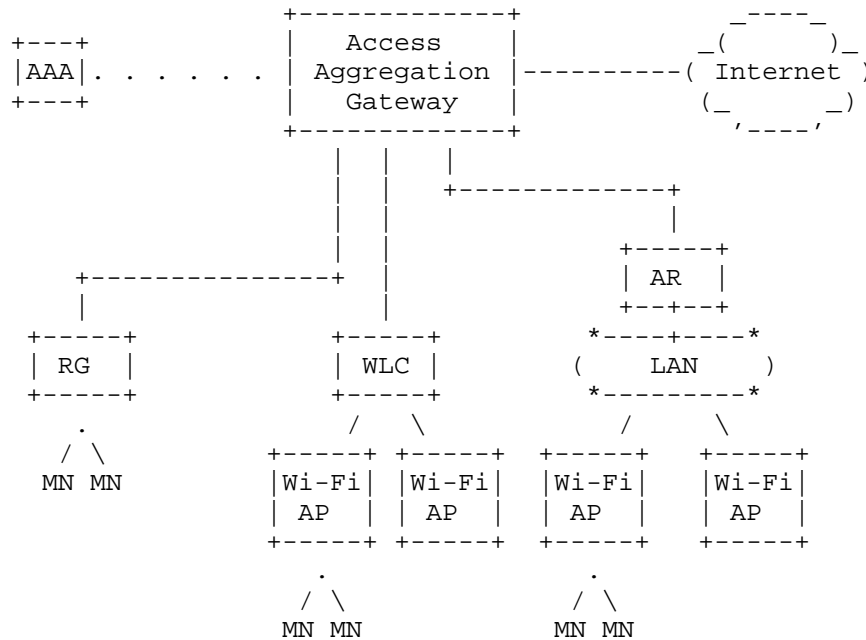 Access
AAA
Aggregation
Internet
Gateway
AR
RG
WLC
LAN
MN MN
Wi-Fi Wi-Fi Wi-Fi Wi-Fi
AP AP AP AP
MN MN MN MN